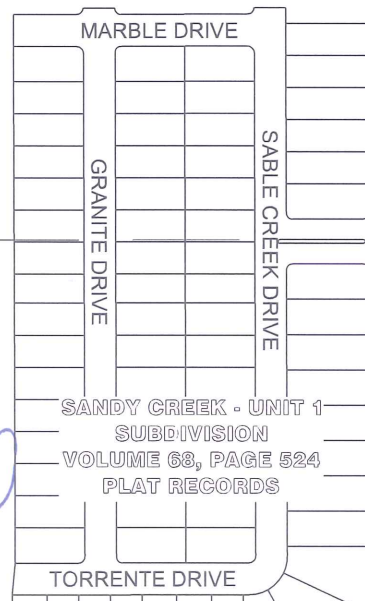 MARBLE DRIVE
GRANITE DRIVE
SABLE CREEK DRIVE
SANDY CREEK - UNIT 1
SUBDIVISION
VOLUME 68, PAGE 524
PLAT RECORDS
TORRENTE DRIVE